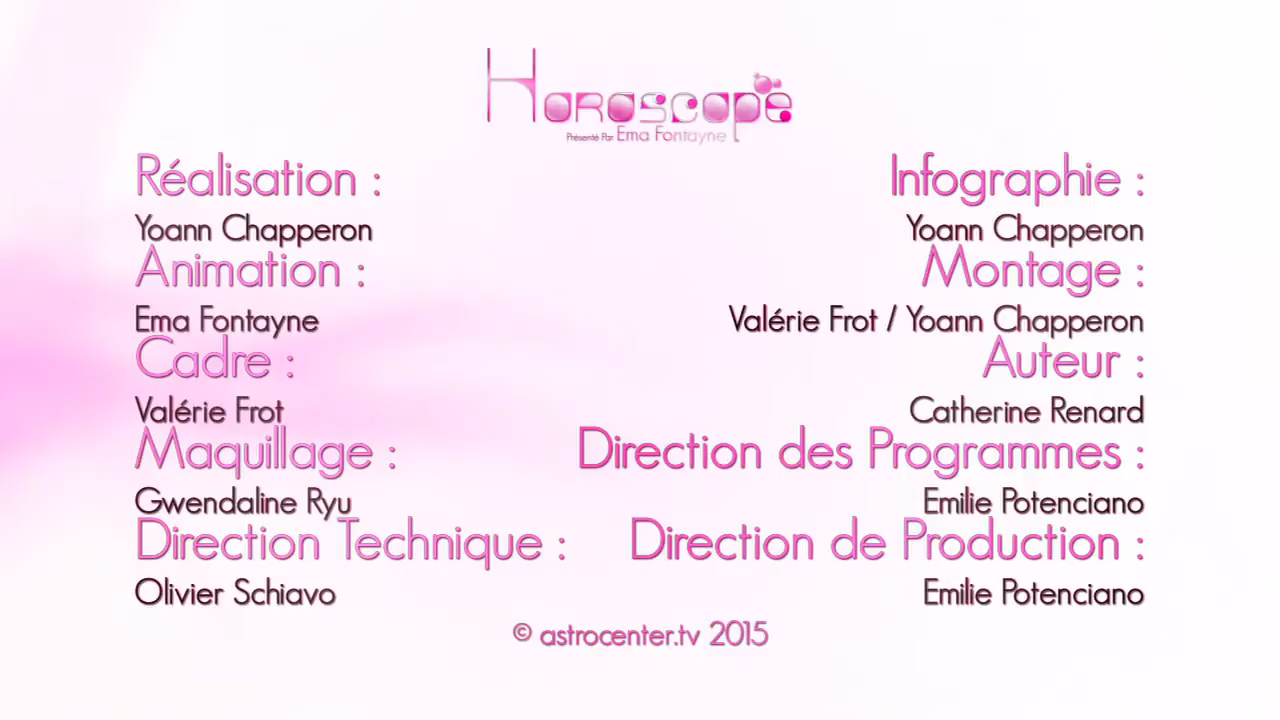 Horoscope
Présenté Par Ema Fontayne
Réalisation :
Yoann Chapperon
Animation :
Ema Fontayne
Cadre :
Valérie Frot
Maquillage :
Gwendaline Ryu
Direction Technique :
Olivier Schiavo
Infographie :
Yoann Chapperon
Montage :
Valérie Frot / Yoann Chapperon
Auteur :
Catherine Renard
Direction des Programmes :
Emilie Potenciano
Direction de Production :
Emilie Potenciano
© astrocenter.tv 2015